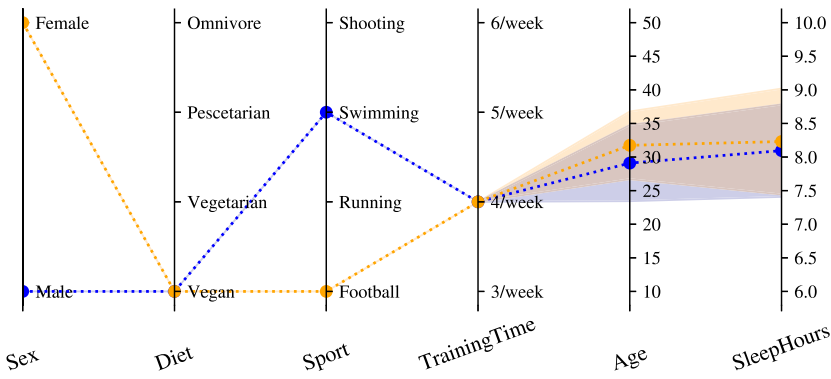 Female
Male
Sex
Omnivore
Pescetarian
Vegetarian
Vegan
Diet
Shooting
Swimming
Running
Football
Sport
6/week
5/week
4/week
3/week
TrainingTime
50
45
40
35
30
25
20
15
10
Age
10.0
9.5
9.0
8.5
8.0
7.5
7.0
6.5
6.0
SleepHours